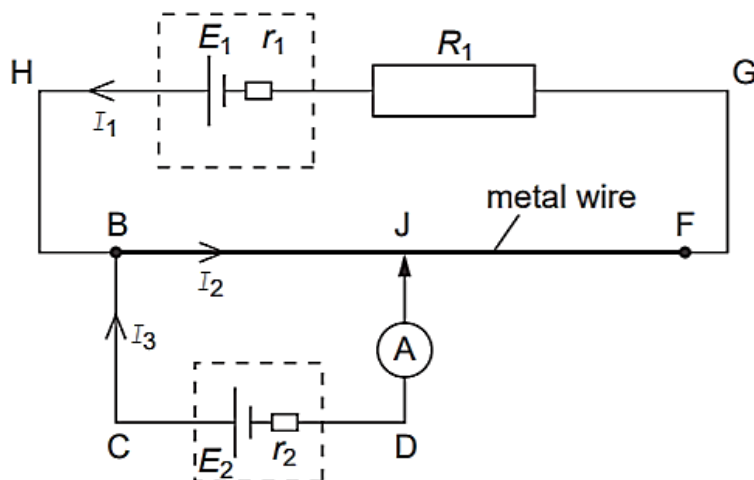 E₁ r₁ R₁
H G
I₁
metal wire
B J F
I₂
I₃
A
C D
E₂ r₂